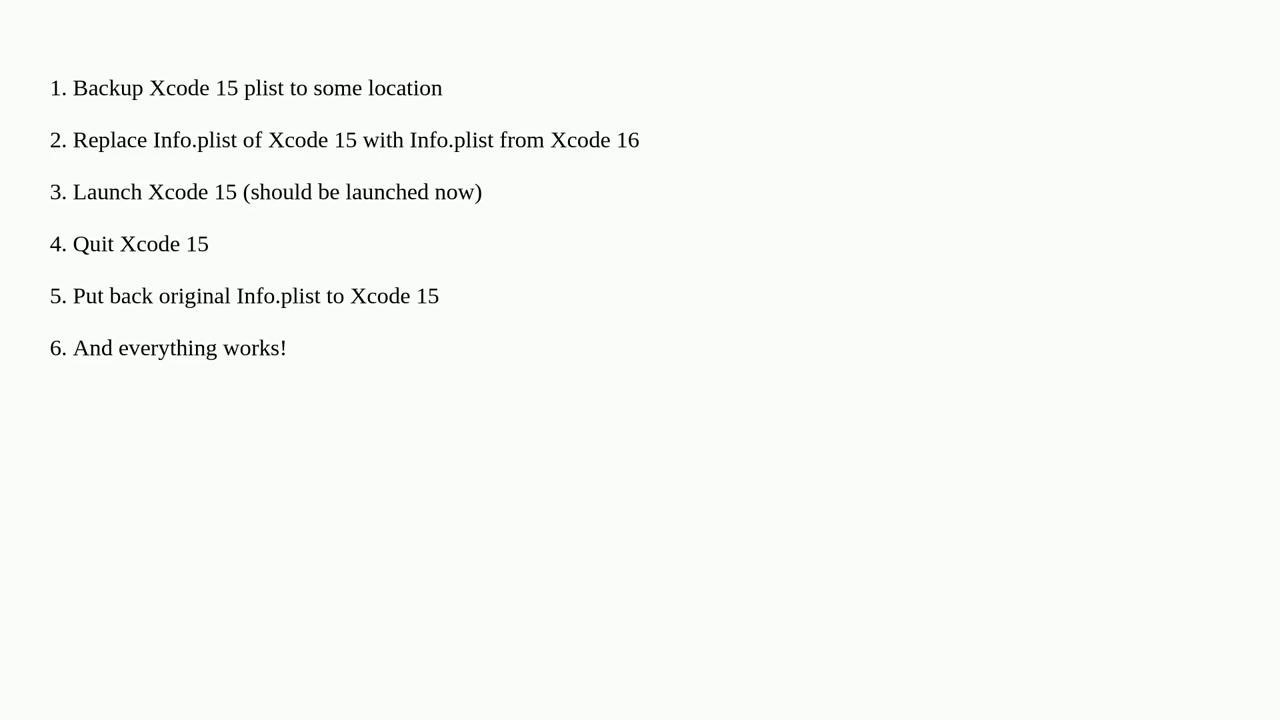 1. Backup Xcode 15 plist to some location
2. Replace Info.plist of Xcode 15 with Info.plist from Xcode 16
3. Launch Xcode 15 (should be launched now)
4. Quit Xcode 15
5. Put back original Info.plist to Xcode 15
6. And everything works!